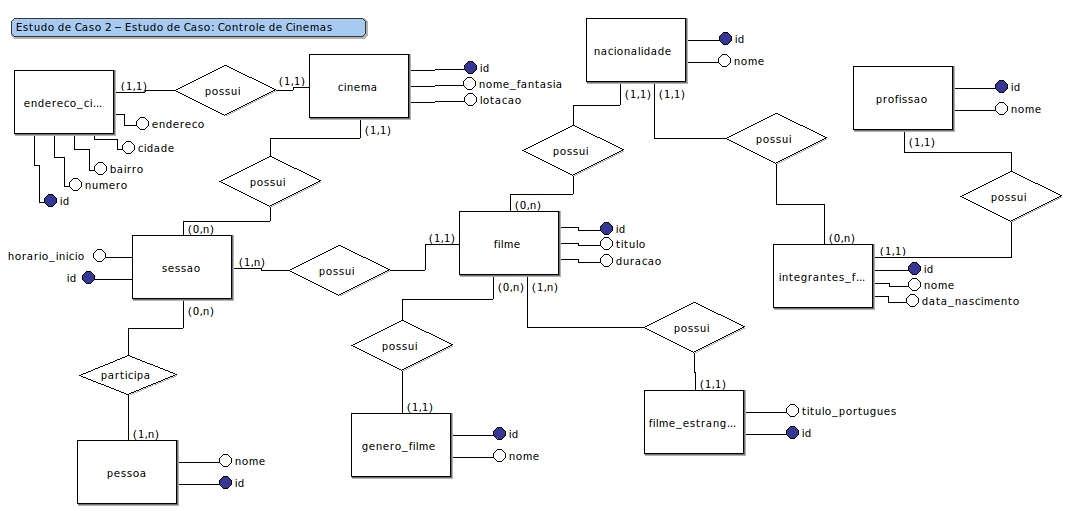 Estudo de Caso 2 – Estudo de Caso: Controle de Cinemas
endereco_ci...
(1,1)
possui
(1,1)
cinema
id
nome_fantasia
lotacao
endereco
cidade
bairro
numero
id
(1,1)
possui
(0,n)
horario_inicio
id
sessao
(1,n)
possui
(1,1)
filme
id
titulo
duracao
(0,n)
possui
(1,1)
nacionalidade
id
nome
(1,1)
possui
(0,n)
profissao
id
nome
(1,1)
possui
(1,1)
integrantes_f...
id
nome
data_nascimento
(0,n)
participa
(1,n)
pessoa
nome
id
(0,n)
possui
(1,1)
genero_filme
id
nome
(1,n)
possui
(1,1)
filme_estrang...
titulo_portugues
id